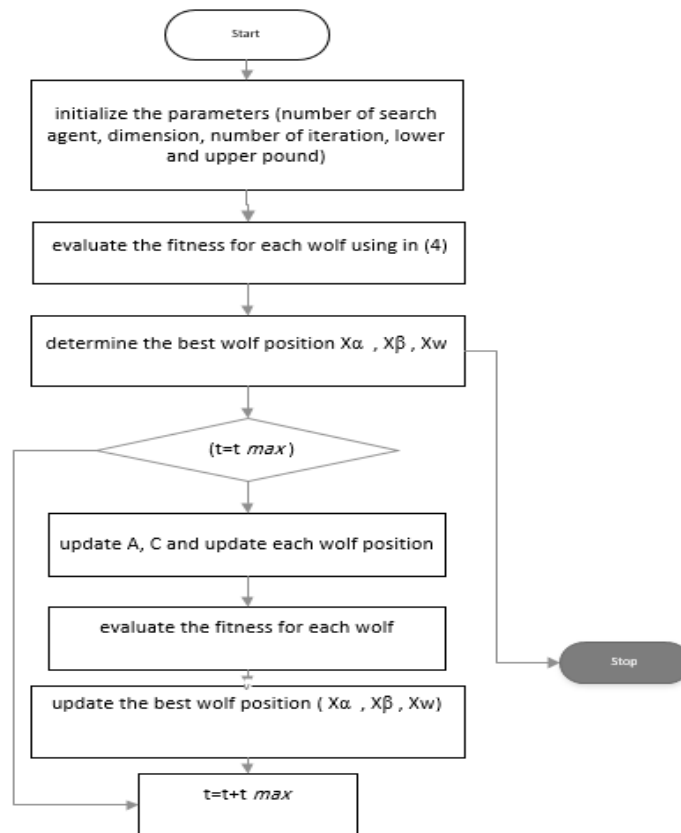 Start
initialize the parameters (number of search
agent, dimension, number of iteration, lower
and upper pound)
evaluate the fitness for each wolf using in (4)
determine the best wolf position Xα , Xβ , Xw
(t=t max)
update A, C and update each wolf position
evaluate the fitness for each wolf
Stop
update the best wolf position ( Xα , Xβ , Xw)
t=t+t max